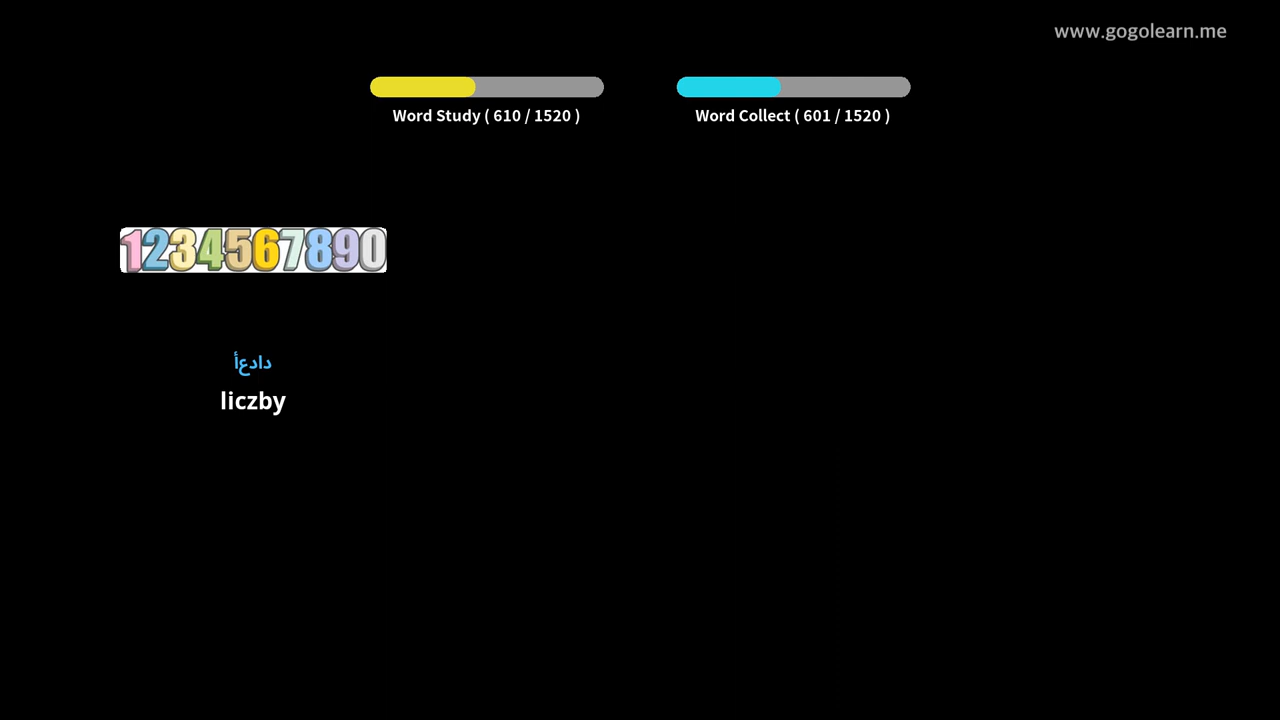 www.gogolearn.me
Word Study ( 610 / 1520 )
Word Collect ( 601 / 1520 )
1234567890
أعداد
liczby